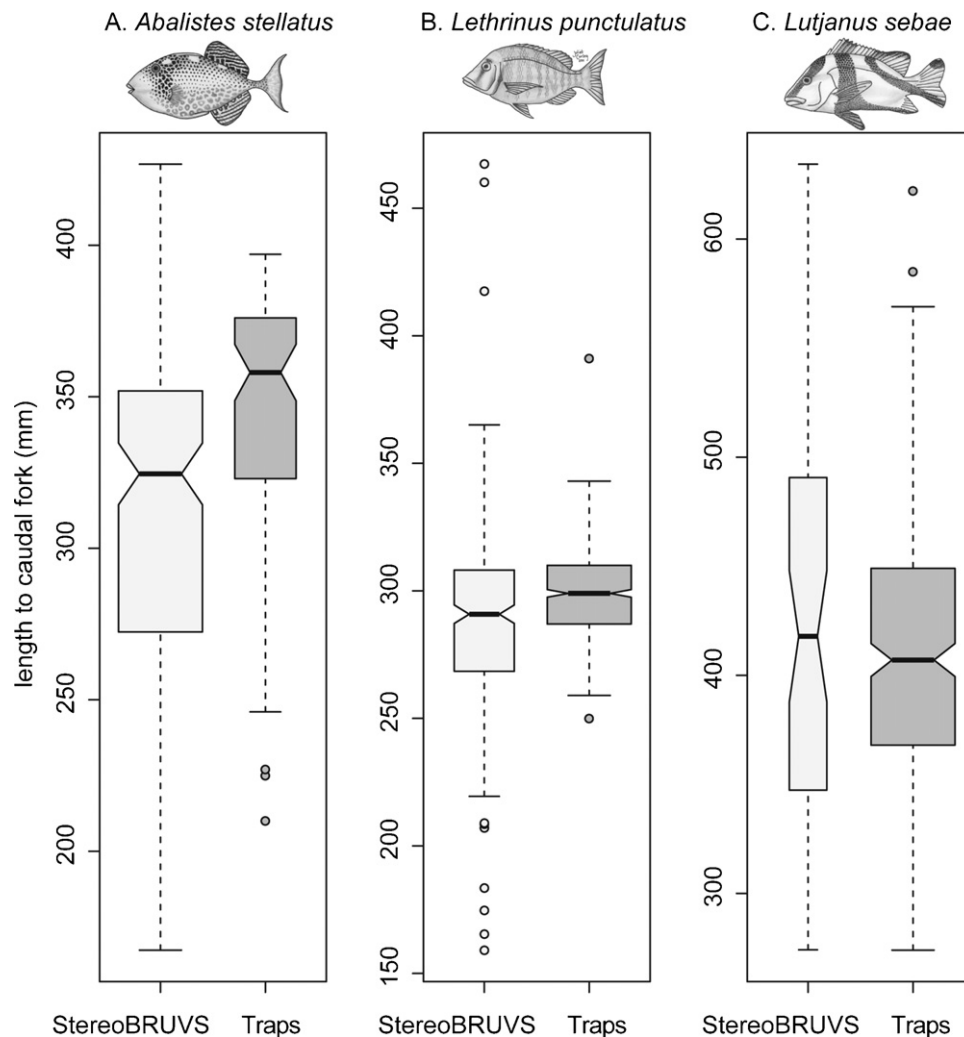 A. Abalistes stellatus
B. Lethrinus punctulatus
C. Lutjanus sebae
length to caudal fork (mm)
400
350
300
250
200
StereoBRUVS
Traps
450
400
350
300
250
200
150
StereoBRUVS
Traps
600
500
400
300
StereoBRUVS
Traps